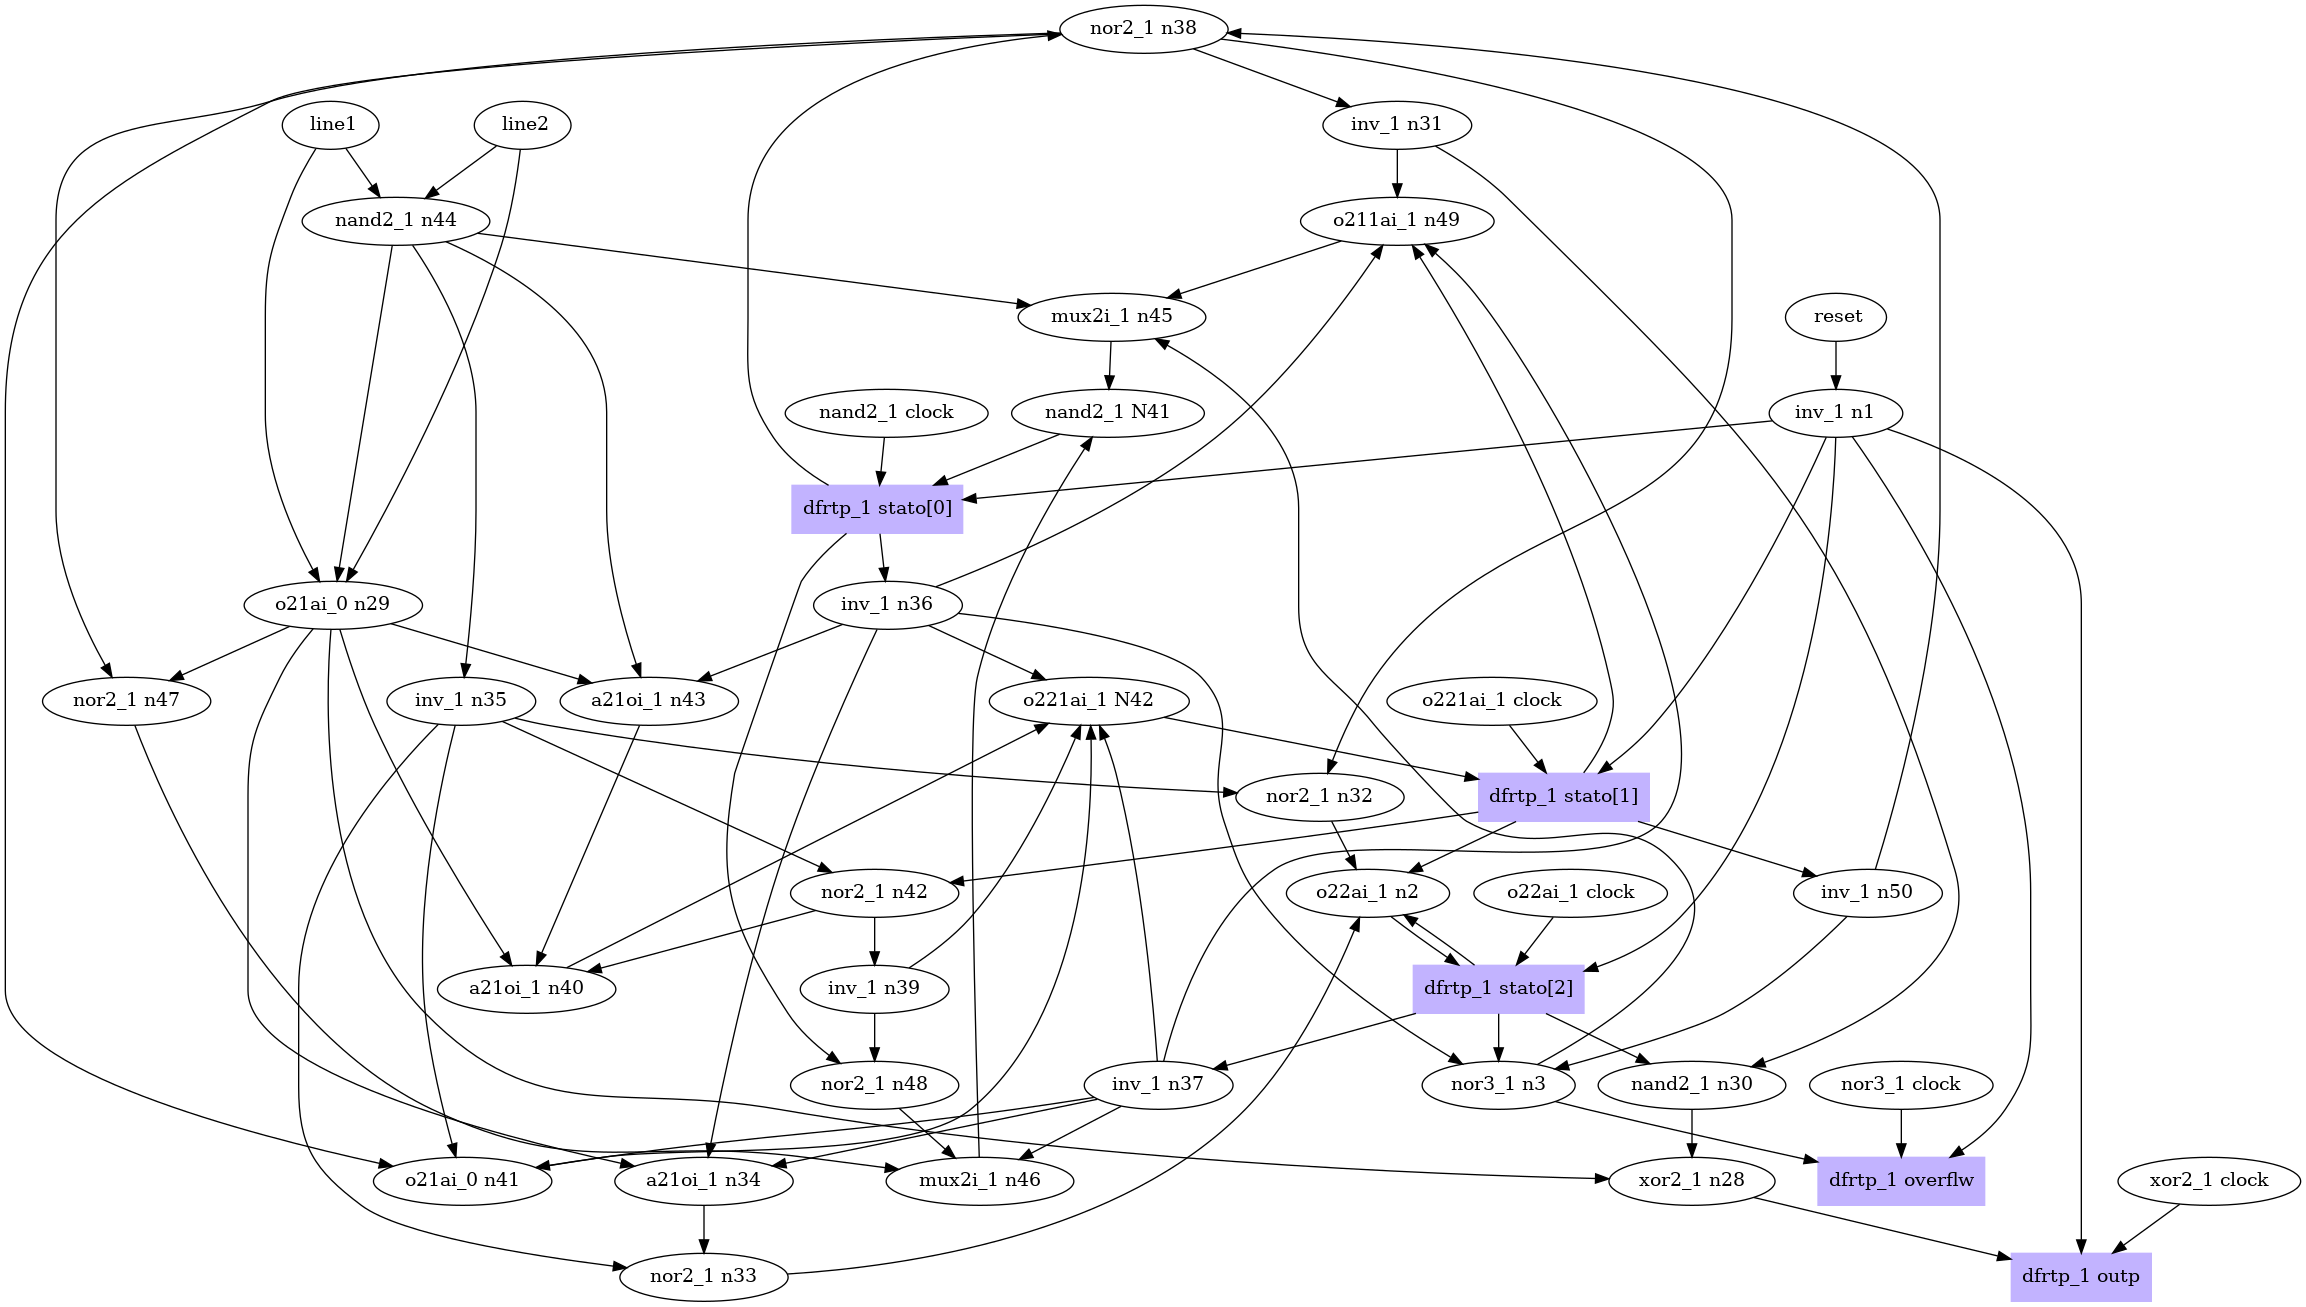 nor2_1 n38
line1
line2
inv_1 n31
nand2_1 n44
o211ai_1 n49
mux2i_1 n45
reset
nand2_1 clock
nand2_1 N41
inv_1 n1
dfrtp_1 stato[0]
o21ai_0 n29
inv_1 n36
nor2_1 n47
inv_1 n35
a21oi_1 n43
o221ai_1 N42
o221ai_1 clock
nor2_1 n32
dfrtp_1 stato[1]
nor2_1 n42
o22ai_1 n2
o22ai_1 clock
inv_1 n50
a21oi_1 n40
inv_1 n39
dfrtp_1 stato[2]
nor2_1 n48
inv_1 n37
nor3_1 n3
nand2_1 n30
nor3_1 clock
o21ai_0 n41
a21oi_1 n34
mux2i_1 n46
xor2_1 n28
dfrtp_1 overflw
xor2_1 clock
nor2_1 n33
dfrtp_1 outp